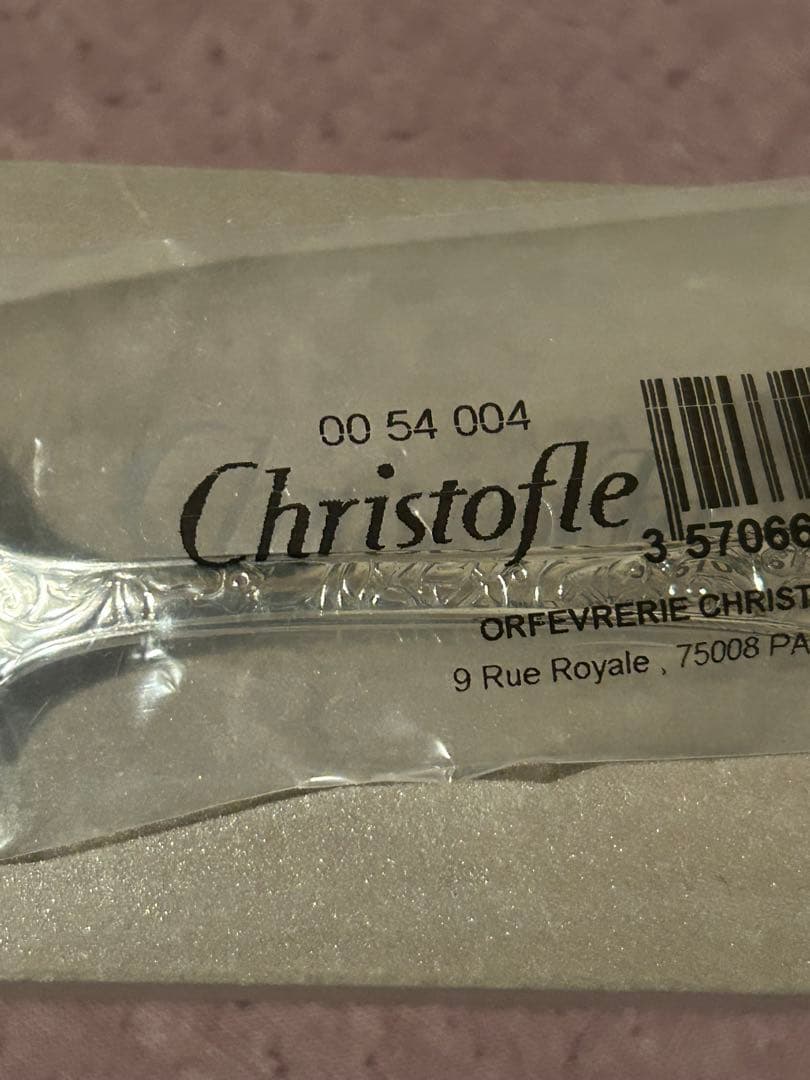 00 54 004
Christofle
3 57066
ORFEVRERIE CHRIST
9 Rue Royale , 75008 PA